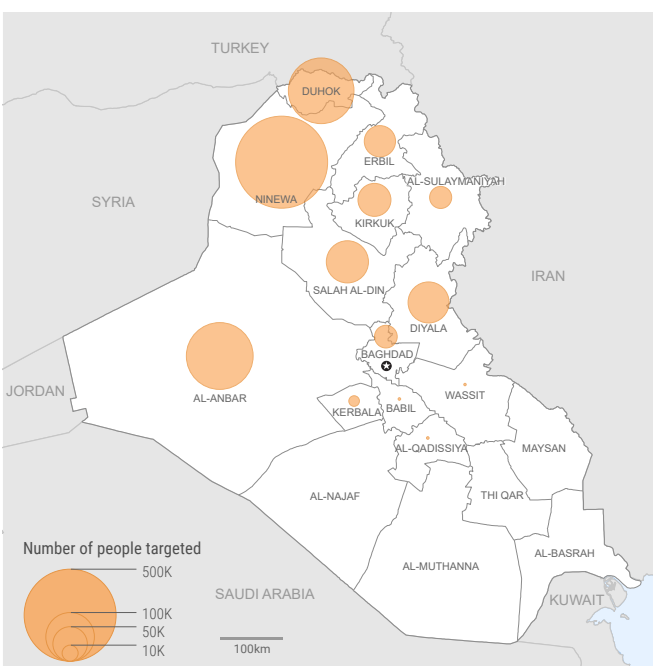 TURKEY
DUHOK
ERBIL
AL-SULAYMANIYAH
NINEWA
SYRIA
KIRKUK
IRAN
SALAH AL-DIN
DIYALA
BAGHDAD
JORDAN
AL-ANBAR
WASSIT
KERBALA
BABIL
AL-QADISSIYA
MAYSAN
AL-NAJAF
THI QAR
Number of people targeted
500K
100K
50K
10K
AL-BASRAH
AL-MUTHANNA
SAUDI ARABIA
KUWAIT
100km